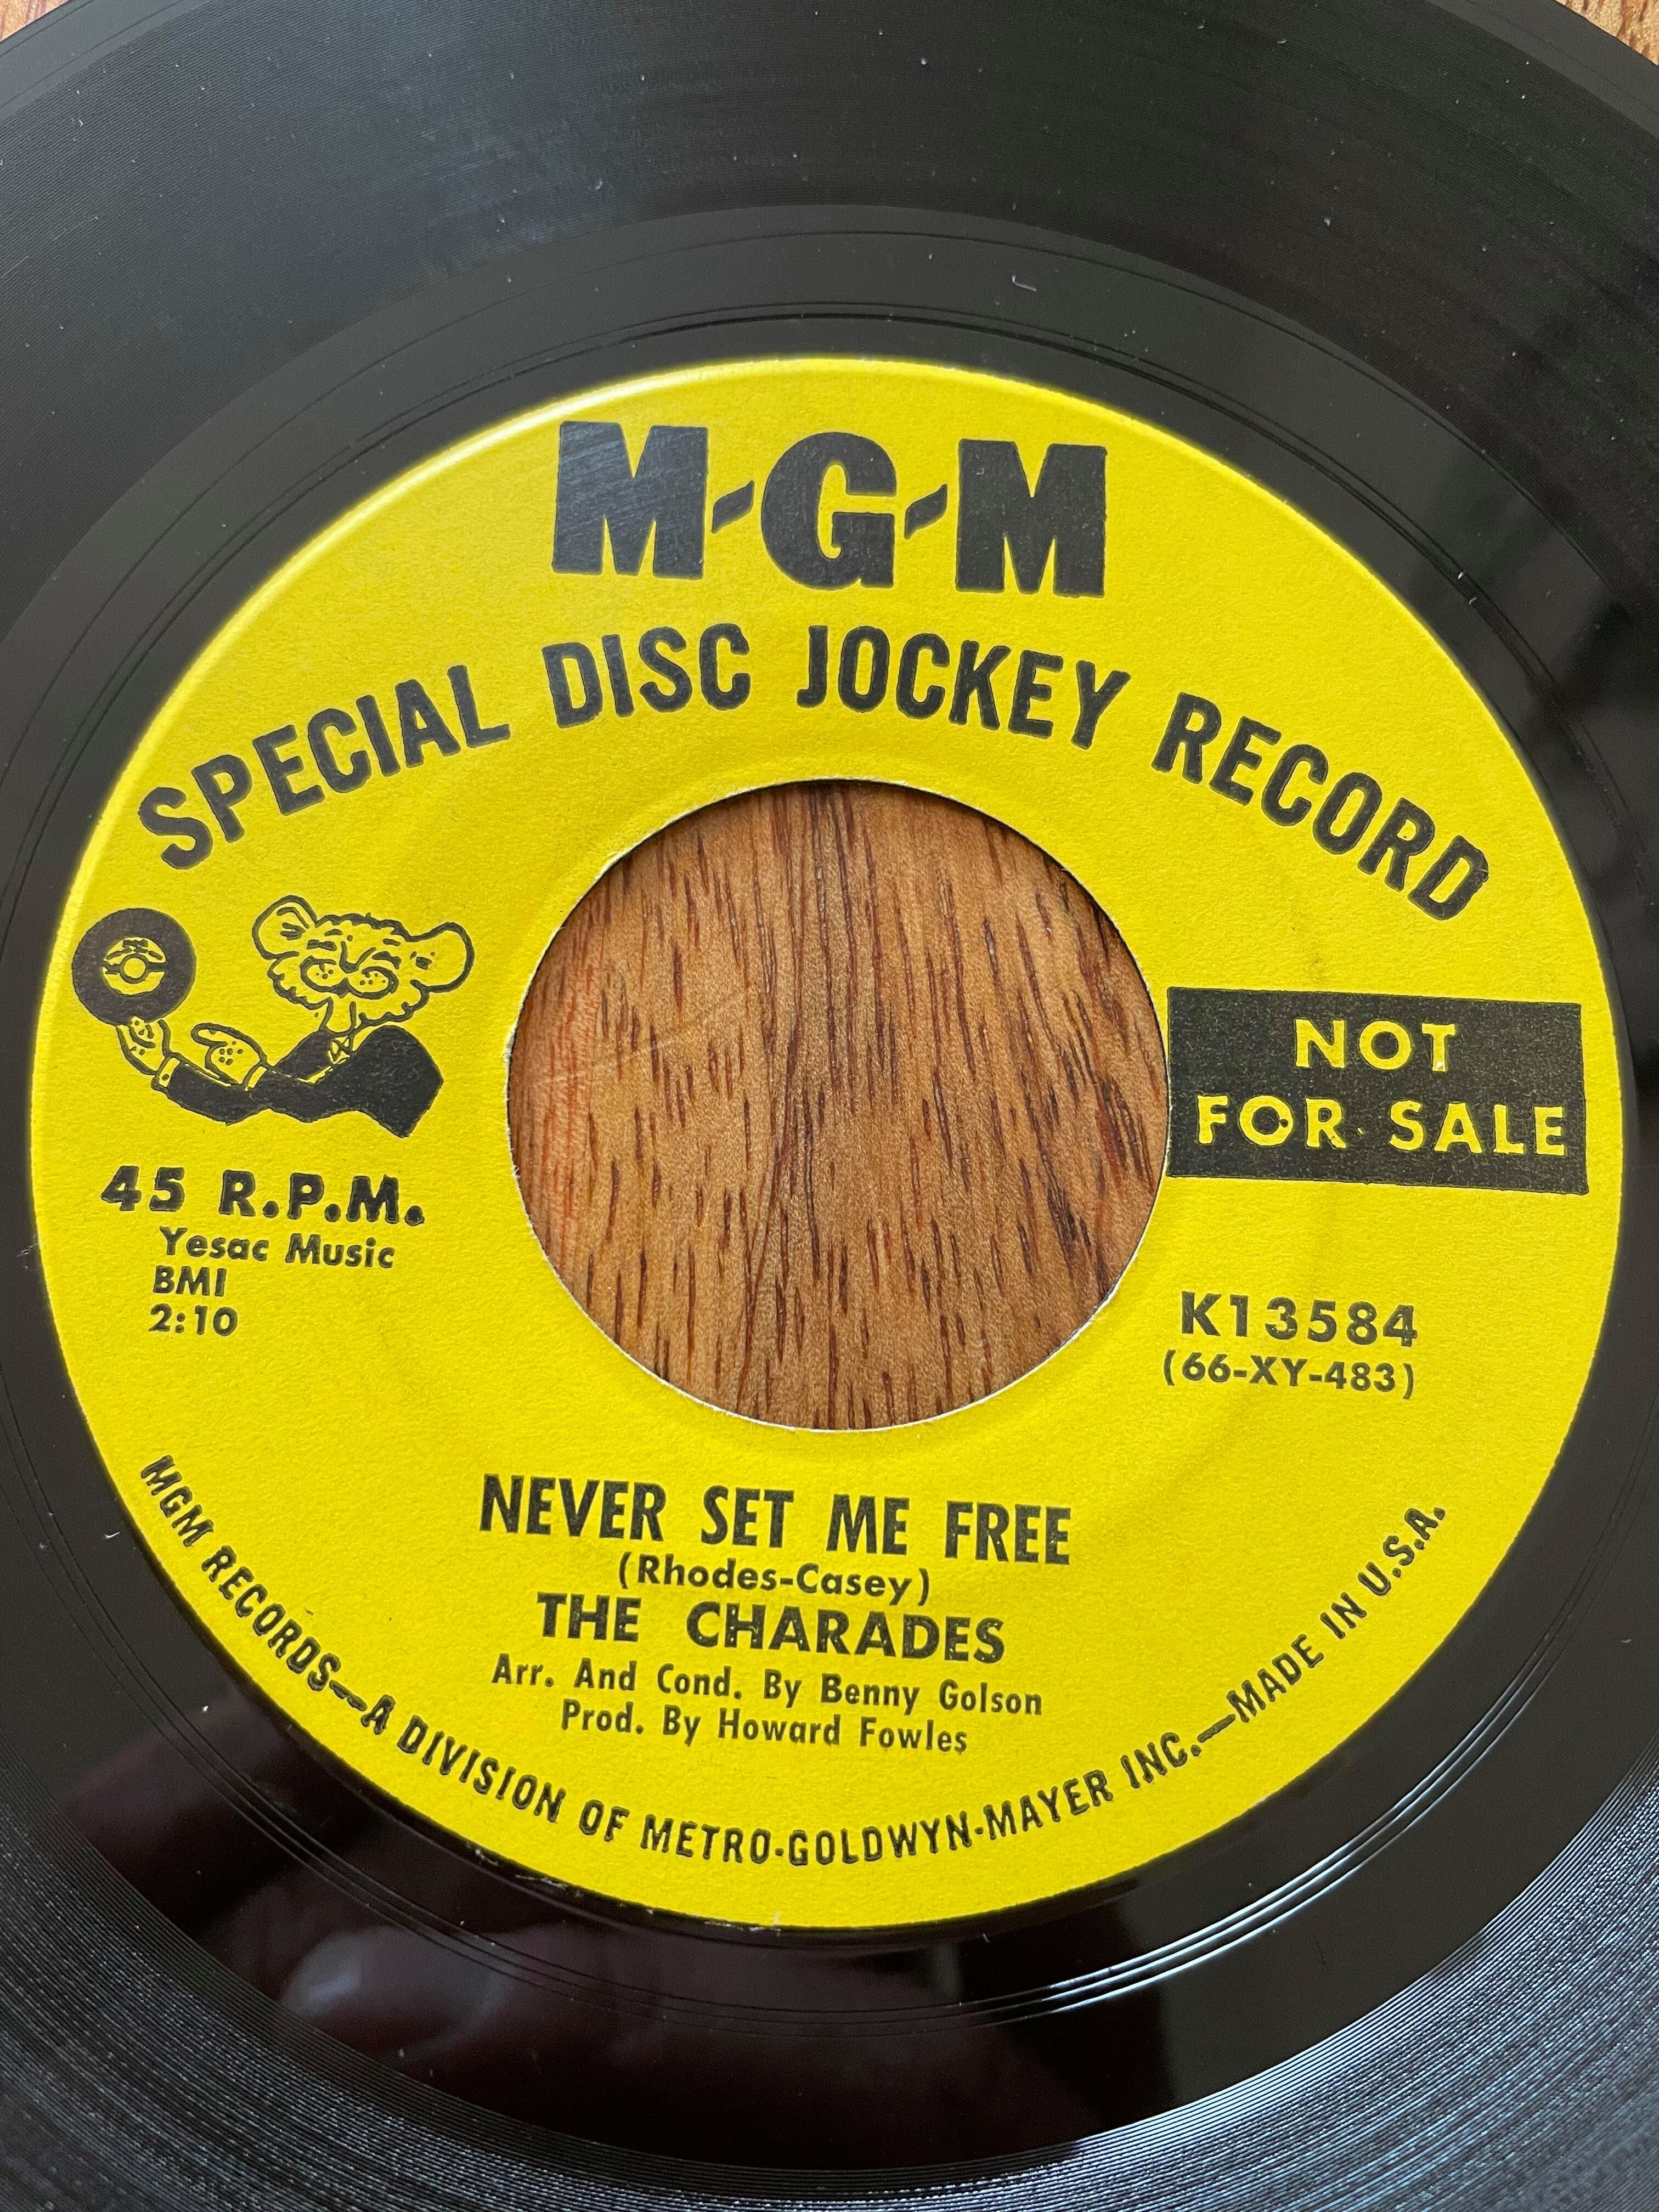 M-G-M
SPECIAL DISC JOCKEY RECORD
NOT
FOR SALE
45 R.P.M.
Yesac Music
BMI
2:10
K13584
(66-XY-483)
NEVER SET ME FREE
(Rhodes-Casey)
THE CHARADES
Arr. And Cond. By Benny Golson
Prod. By Howard Fowles
MGM RECORDS—A DIVISION OF METRO-GOLDWYN-MAYER INC.—MADE IN U.S.A.